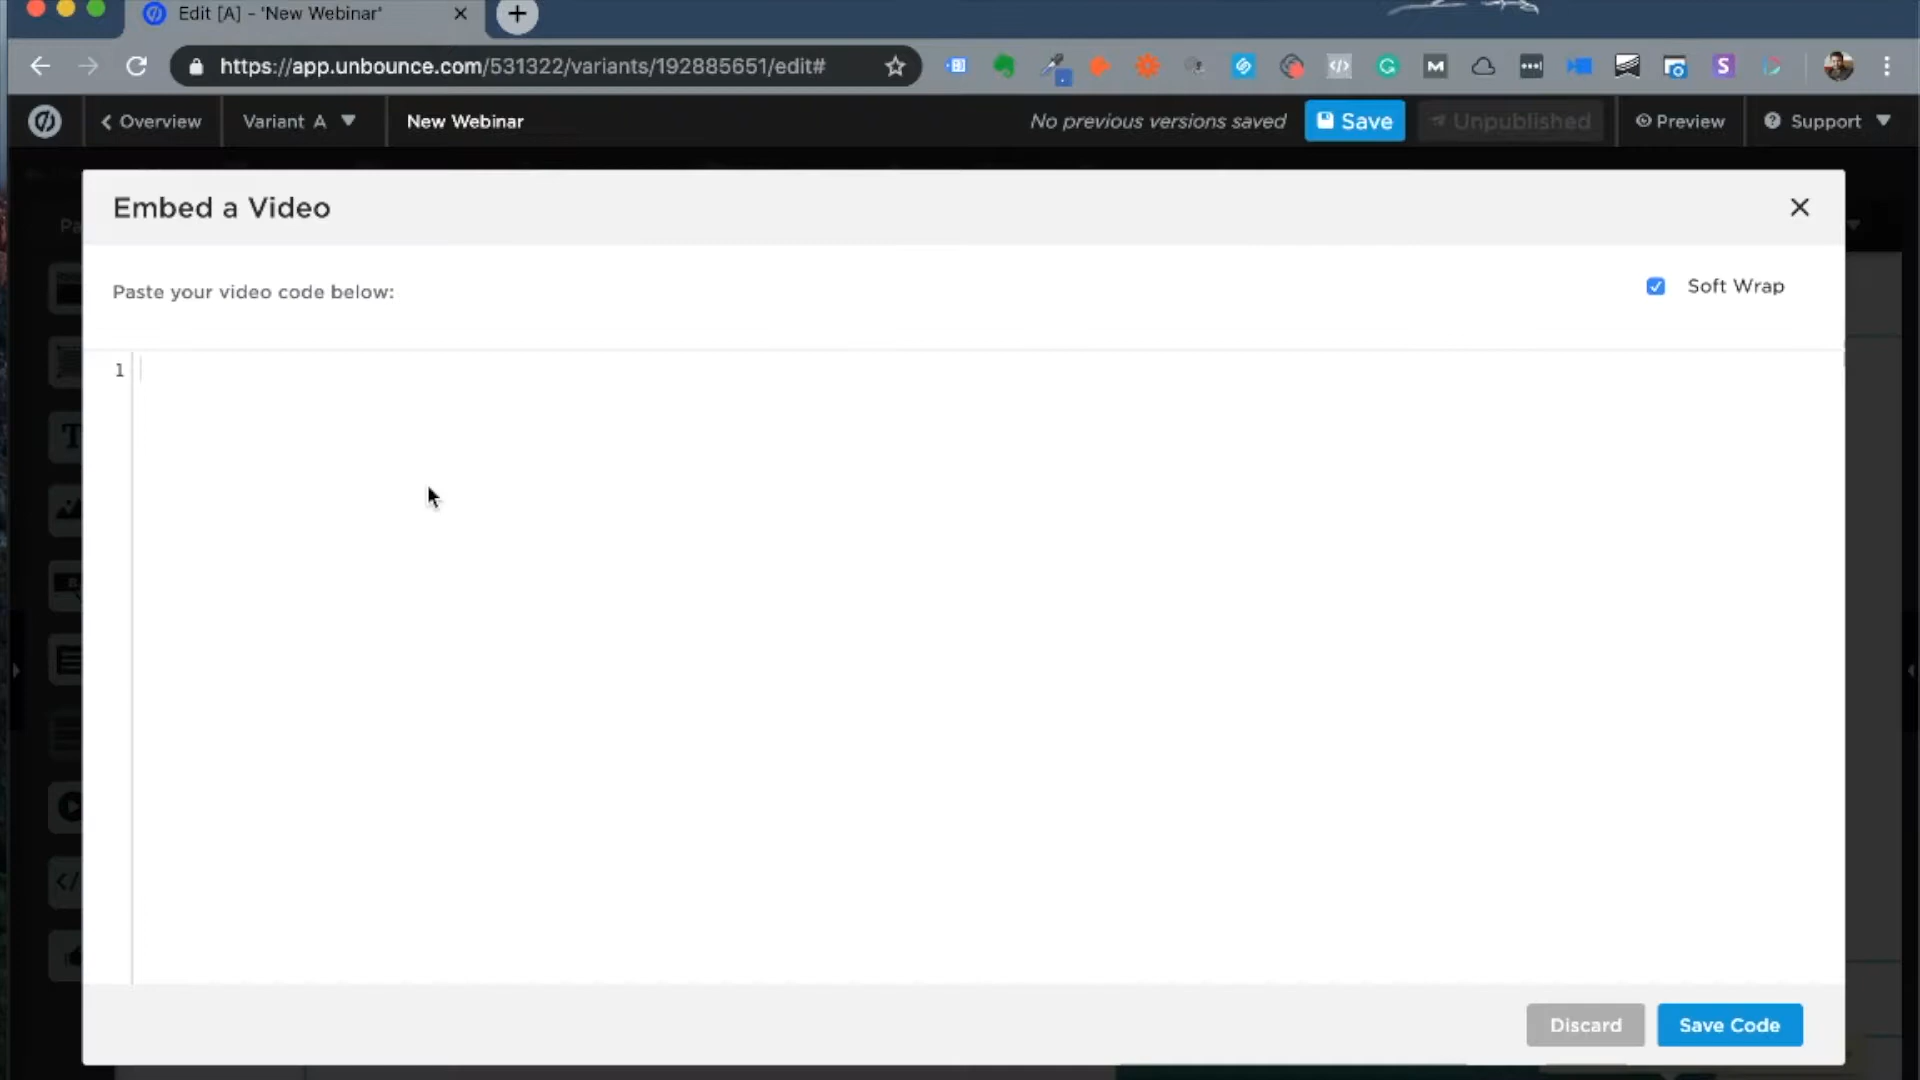 Edit [A] - 'New Webinar'
https://app.unbounce.com/531322/variants/192885651/edit#
Overview
Variant A
New Webinar
No previous versions saved
Save
Unpublished
Preview
Support
Embed a Video
Paste your video code below:
Soft Wrap
1
Discard
Save Code